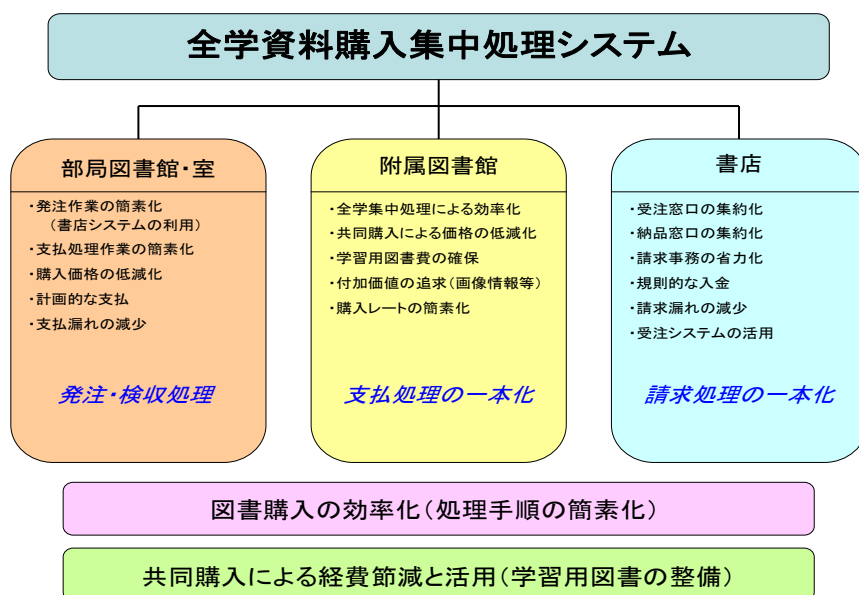 全学資料購入集中処理システム
部局図書館・室
・発注作業の簡素化
（書店システムの利用）
・支払処理作業の簡素化
・購入価格の低減化
・計画的な支払
・支払漏れの減少
発注・検収処理
附属図書館
・全学集中処理による効率化
・共同購入による価格の低減化
・学習用図書費の確保
・付加価値の追求（画像情報等）
・購入レートの簡素化
支払処理の一本化
書店
・受注窓口の集約化
・納品窓口の集約化
・請求事務の省力化
・規則的な入金
・請求漏れの減少
・受注システムの活用
請求処理の一本化
図書購入の効率化（処理手順の簡素化）
共同購入による経費節減と活用（学習用図書の整備）